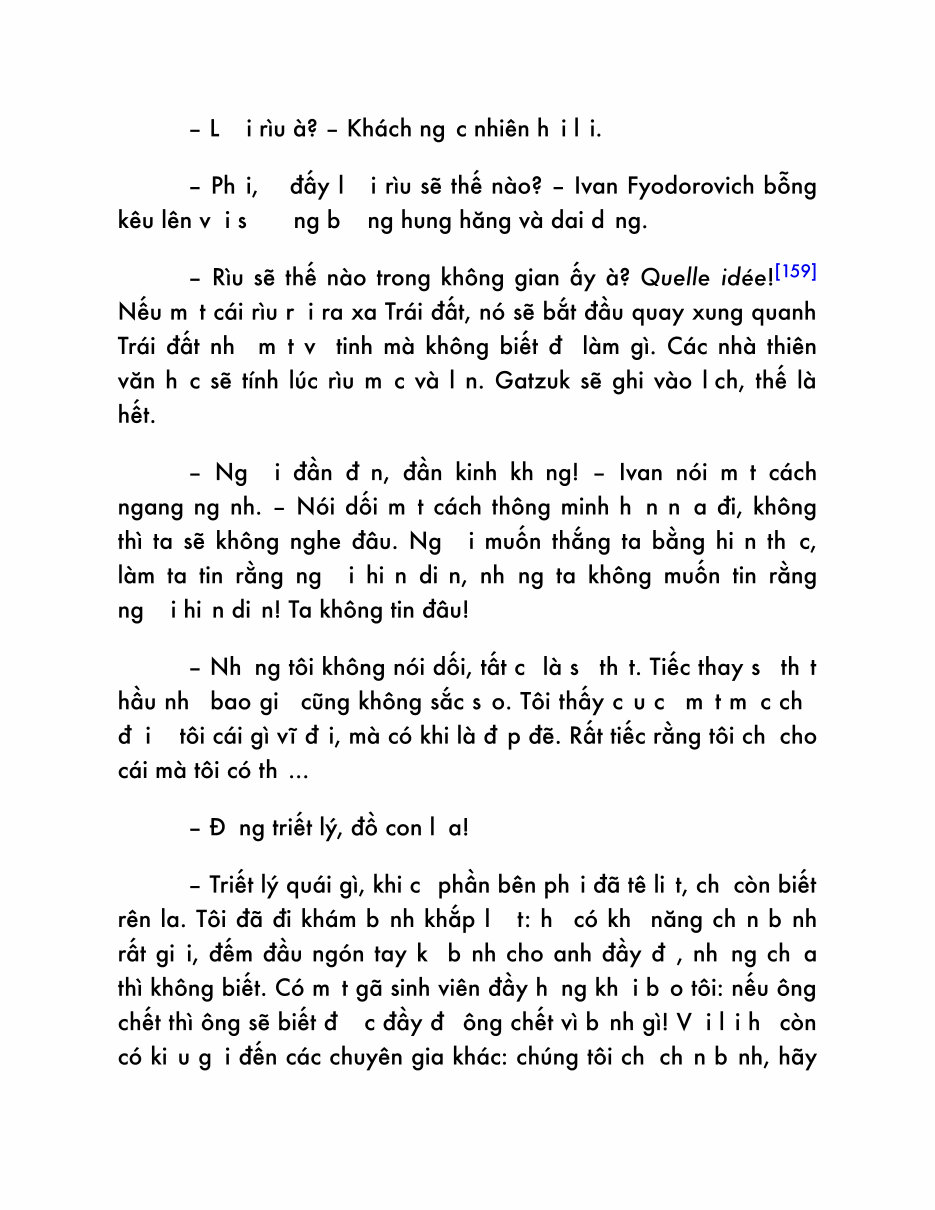 – L i rìu à? – Khách ng c nhiên h i l i.
– Ph i, đấy l i rìu sẽ thế nào? – Ivan Fyodorovich bỗng
kêu lên v i s ng b ng hung hăng và dai d ng.
– Rìu sẽ thế nào trong không gian ấy à? Quelle idée![159]
Nếu m t cái rìu r i ra xa Trái đất, nó sẽ bắt đầu quay xung quanh
Trái đất nh m t v tinh mà không biết đ làm gì. Các nhà thiên
văn h c sẽ tính lúc rìu m c và l n. Gatzuk sẽ ghi vào l ch, thế là
hết.
– Ng i đần đ n, đần kinh kh ng! – Ivan nói m t cách
ngang ng nh. – Nói dối m t cách thông minh h n n a đi, không
thì ta sẽ không nghe đâu. Ng i muốn thắng ta bằng hi n th c,
làm ta tin rằng ng i hi n di n, nh ng ta không muốn tin rằng
ng i hi n di n! Ta không tin đâu!
– Nh ng tôi không nói dối, tất c là s th t. Tiếc thay s th t
hầu nh bao gi cũng không sắc s o. Tôi thấy c u c m t m c ch
đ i tôi cái gì vĩ đ i, mà có khi là đ p đẽ. Rất tiếc rằng tôi ch cho
cái mà tôi có th ...
– Đ ng triết lý, đồ con l a!
– Triết lý quái gì, khi c phần bên ph i đã tê li t, ch còn biết
rên la. Tôi đã đi khám b nh khắp l t: h có kh năng ch n b nh
rất gi i, đếm đầu ngón tay k b nh cho anh đầy đ , nh ng ch a
thì không biết. Có m t gã sinh viên đầy h ng kh i b o tôi: nếu ông
chết thì ông sẽ biết đ c đầy đ ông chết vì b nh gì! V i l i h còn
có ki u g i đến các chuyên gia khác: chúng tôi ch ch n b nh, hãy